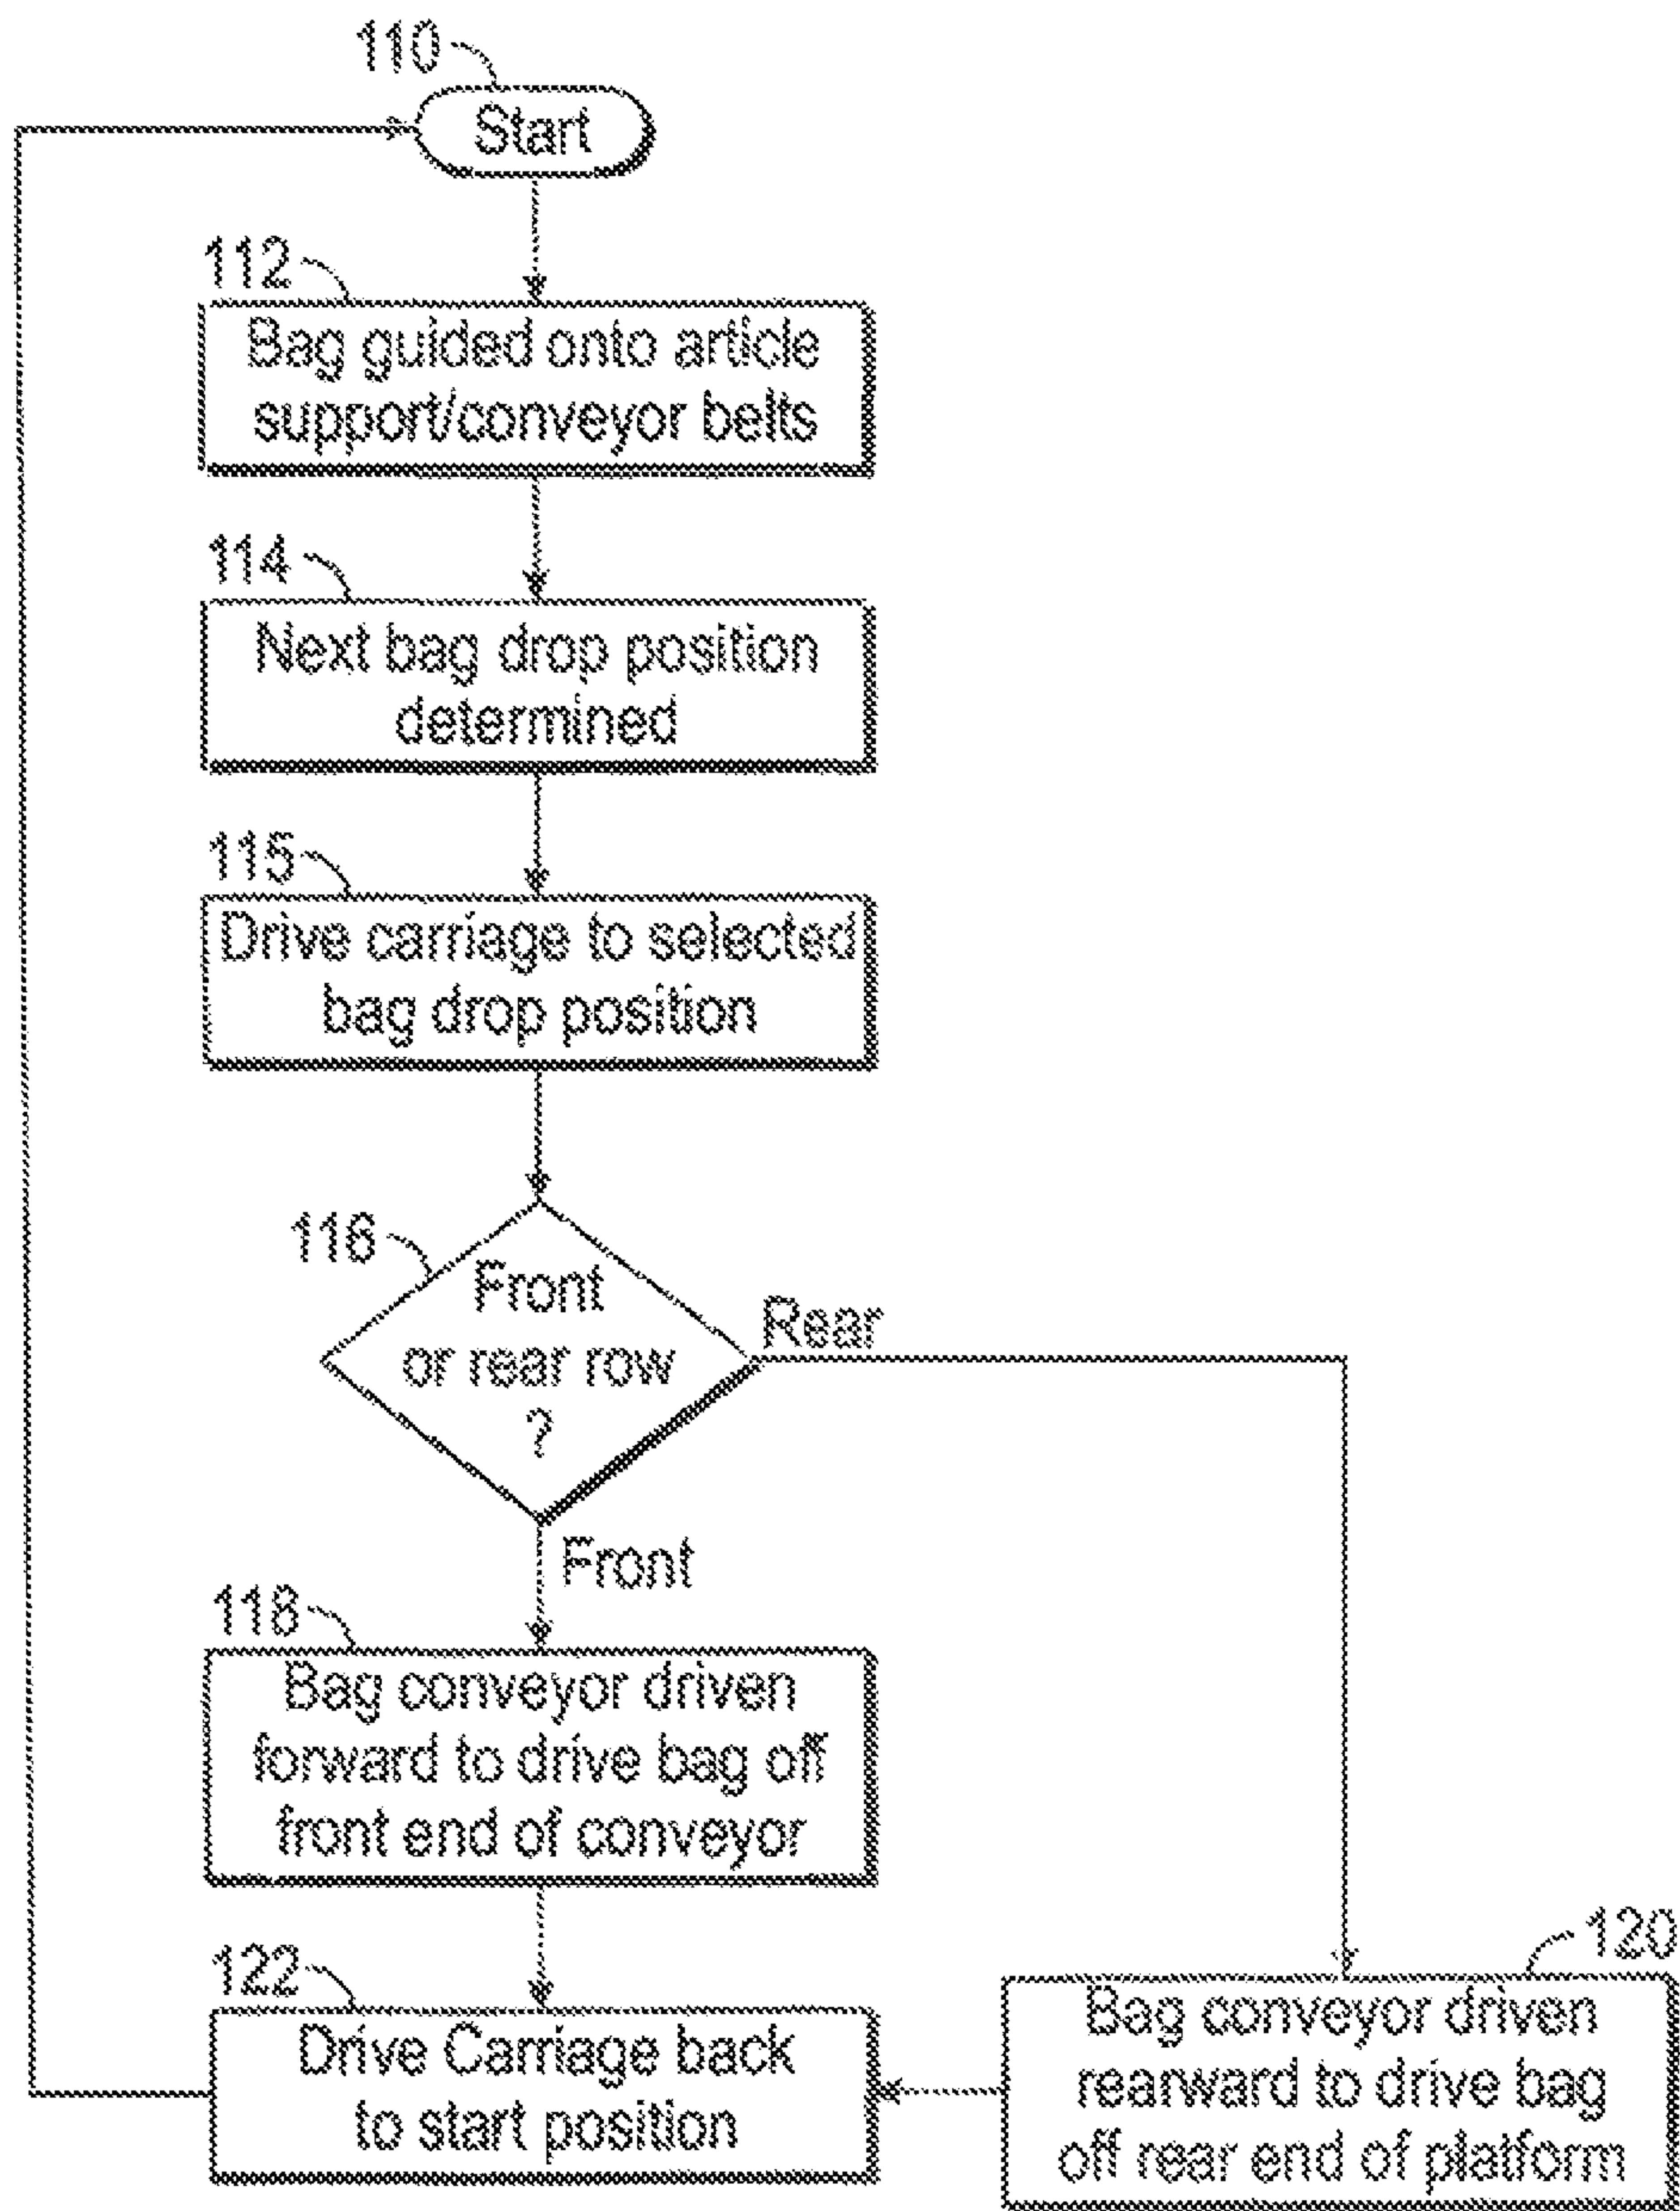 110
Start
112
Bag guided onto article
support/conveyor belts
114
Next bag drop position
determined
115
Drive carriage to selected
bag drop position
116
Front
or rear row
?
Rear
Front
118
Bag conveyor driven
forward to drive bag off
front end of conveyor
122
Drive Carriage back
to start position
120
Bag conveyor driven
rearward to drive bag
off rear end of platform